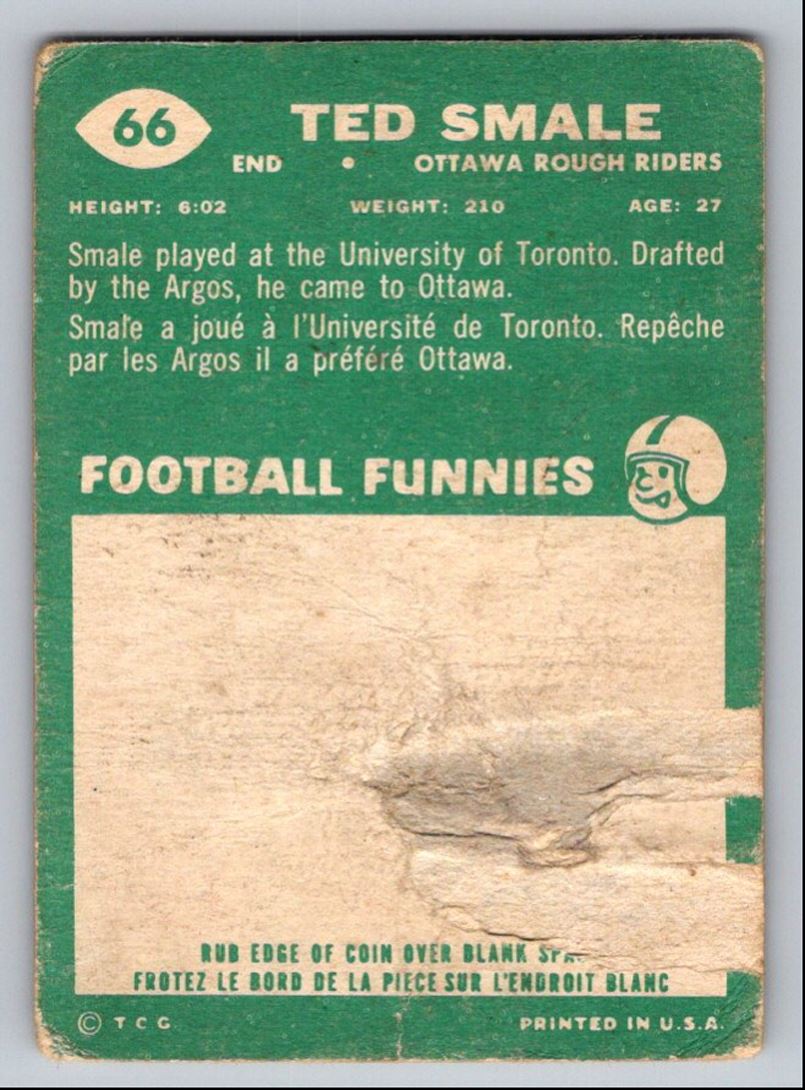 66
TED SMALE
END • OTTAWA ROUGH RIDERS
HEIGHT: 6:02 WEIGHT: 210 AGE: 27
Smale played at the University of Toronto. Drafted
by the Argos, he came to Ottawa.
Smale a joué à l'Université de Toronto. Repêche
par les Argos il a préféré Ottawa.
FOOTBALL FUNNIES
RUB EDGE OF COIN OVER BLANK
FROTEZ LE BORD DE LA PIECE SUR L'ENDROIT BLANC
© T C G PRINTED IN U.S.A.